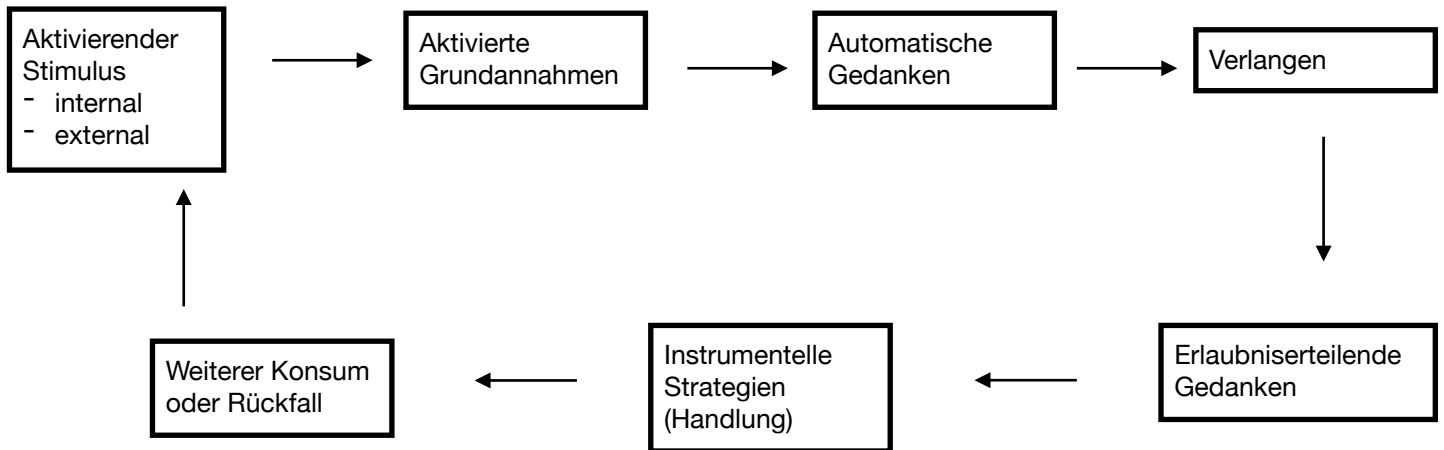 Aktivierender
Stimulus
- internal
- external
Aktivierte
Grundannahmen
Automatische
Gedanken
Verlangen
Erlaubniserteilende
Gedanken
Instrumentelle
Strategien
(Handlung)
Weiterer Konsum
oder Rückfall